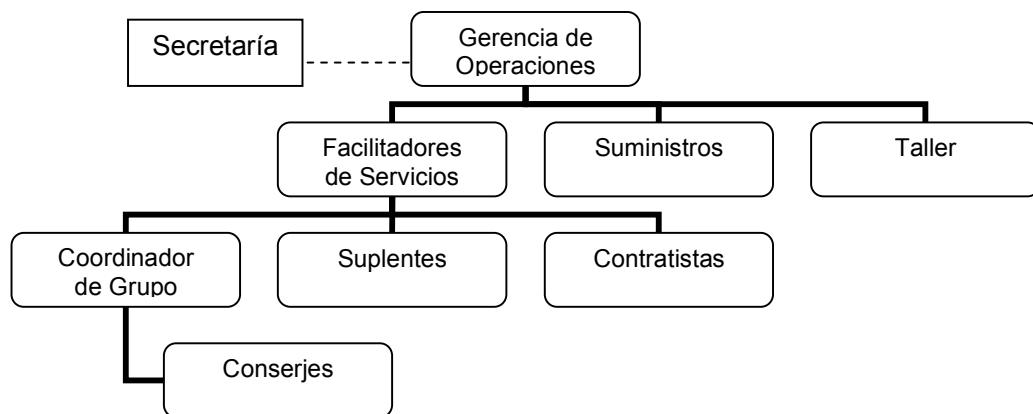 Secretaría
Gerencia de
Operaciones
Facilitadores
de Servicios
Suministros
Taller
Coordinador
de Grupo
Suplentes
Contratistas
Conserjes